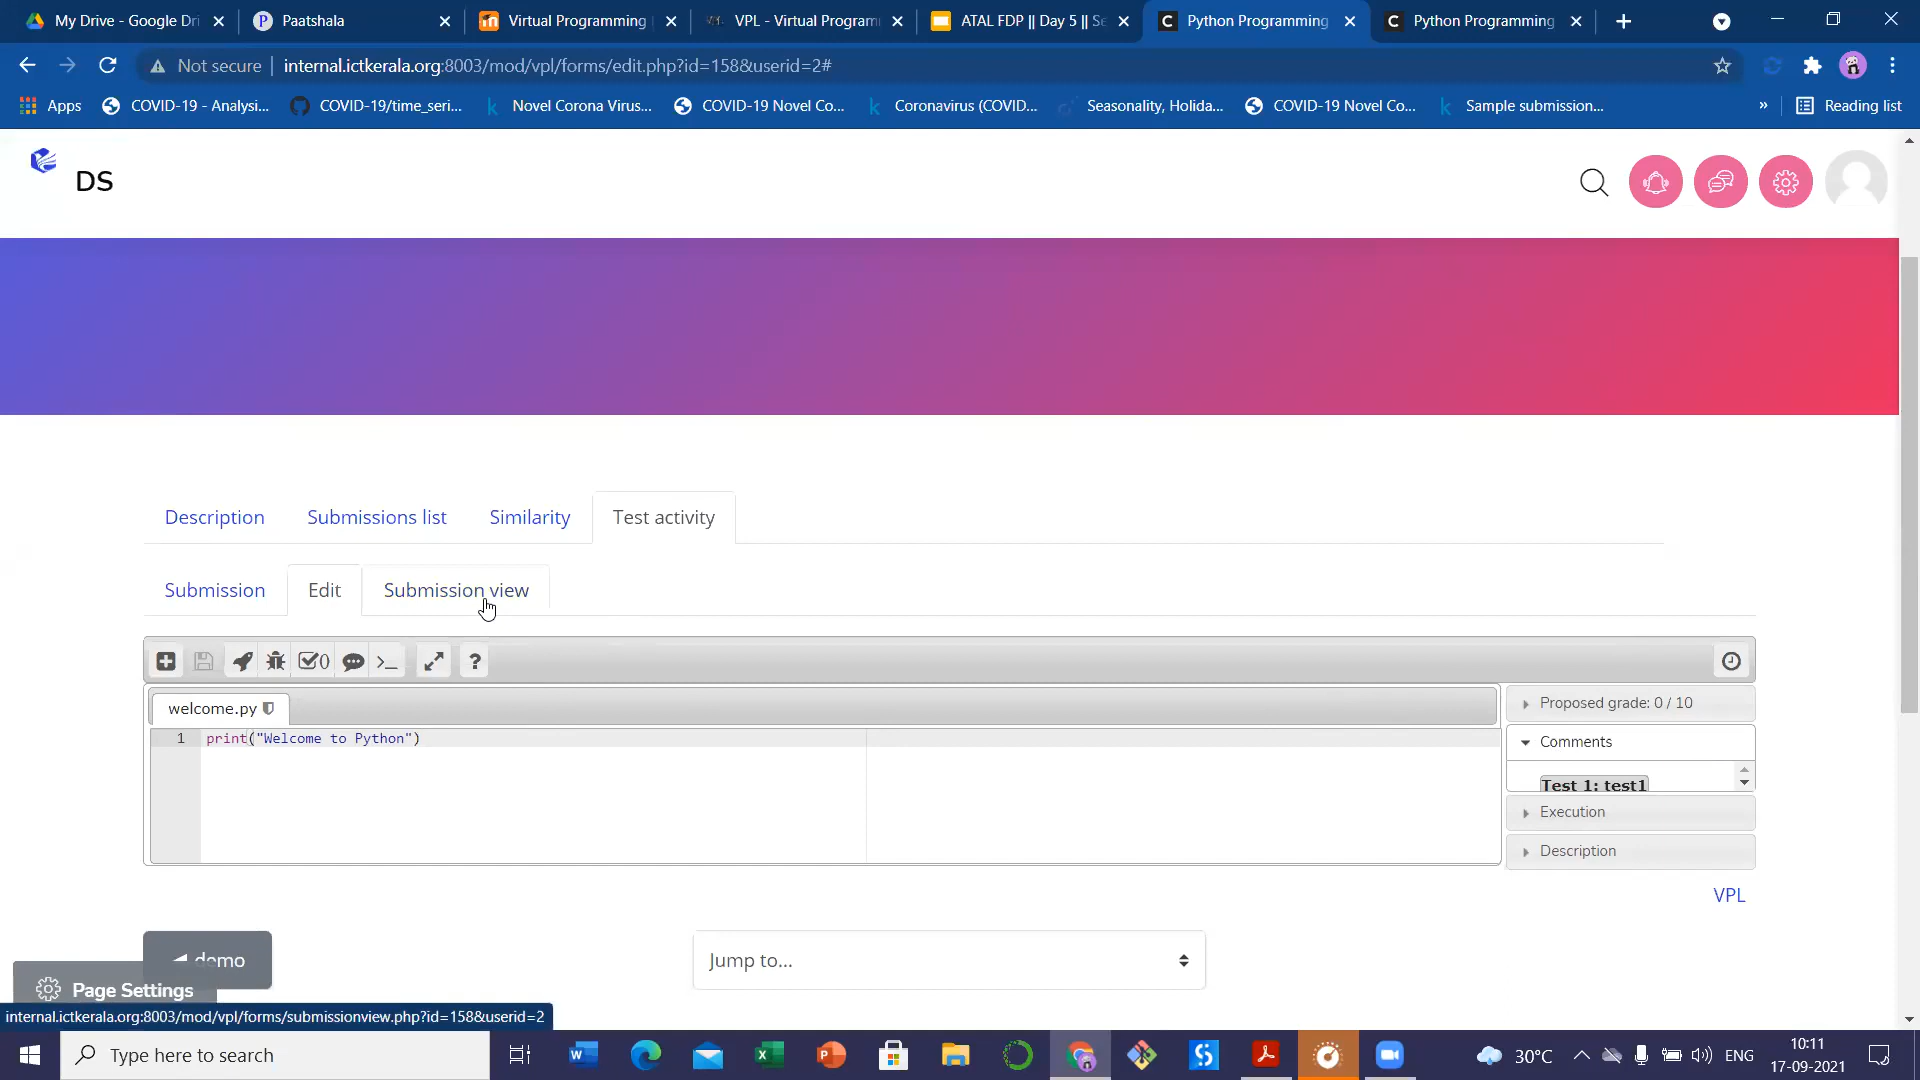 My Drive - Google Dri
Paatshala
Virtual Programming
VPL - Virtual Program
ATAL FDP || Day 5 || Se
Python Programming
Python Programming
Not secure
internal.ictkerala.org:8003/mod/vpl/forms/edit.php?id=158&userid=2#
Apps
COVID-19 - Analysi...
COVID-19/time_seri...
Novel Corona Virus...
COVID-19 Novel Co...
Coronavirus (COVID...
Seasonality, Holida...
COVID-19 Novel Co...
Sample submission...
»
Reading list
DS
Description
Submissions list
Similarity
Test activity
Submission
Edit
Submission view
welcome.py
Proposed grade: 0 / 10
1 print("Welcome to Python")
Comments
Test 1: test1
Execution
Description
VPL
demo
Jump to...
Page Settings
internal.ictkerala.org:8003/mod/vpl/forms/submissionview.php?id=158&userid=2
Type here to search
30°C
ENG
10:11
17-09-2021